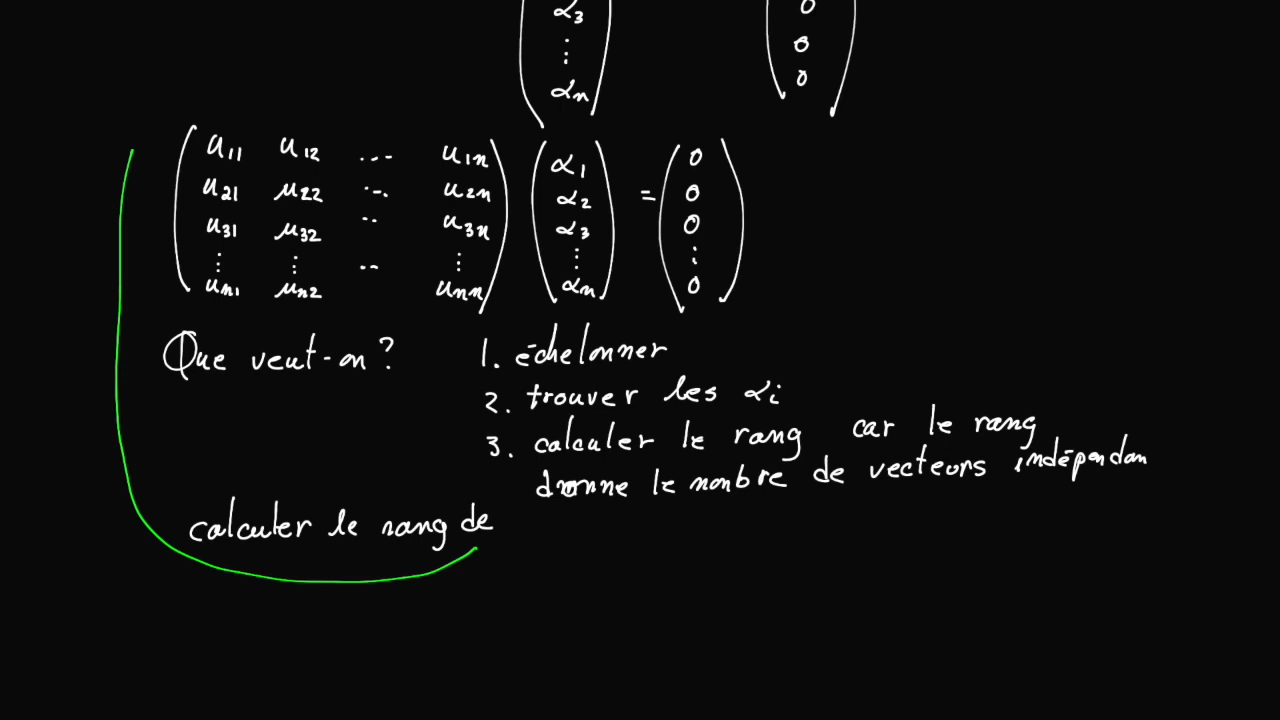 α3 0
⋮ 0
αn 0
u11 u12 ... u1n α1 0
u21 u22 ... u2n α2 = 0
u31 u32 .. u3n α3 0
⋮ ⋮ .. ⋮ ⋮ ⋮
un1 un2 unn αn 0
Que veut-on? 1. échelonner
2. trouver les αi
3. calculer le rang car le rang
donne le nombre de vecteurs indépendan
calculer le rang de